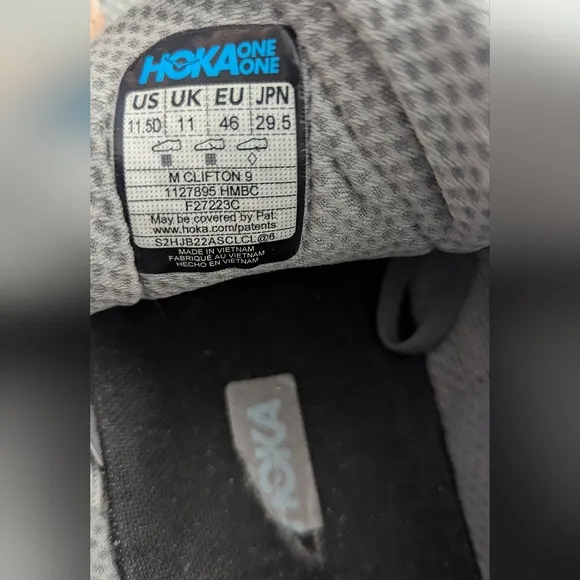 HOKA ONE ONE
US UK EU JPN
11.5D 11 46 29.5
M CLIFTON 9
1127895 HMBC
F27223C
May be covered by Pat:
www.hoka.com/patents
S2HJB22ASCLCL@6
MADE IN VIETNAM
FABRIQUÉ AU VIETNAM
HECHO EN VIETNAM
HOKA